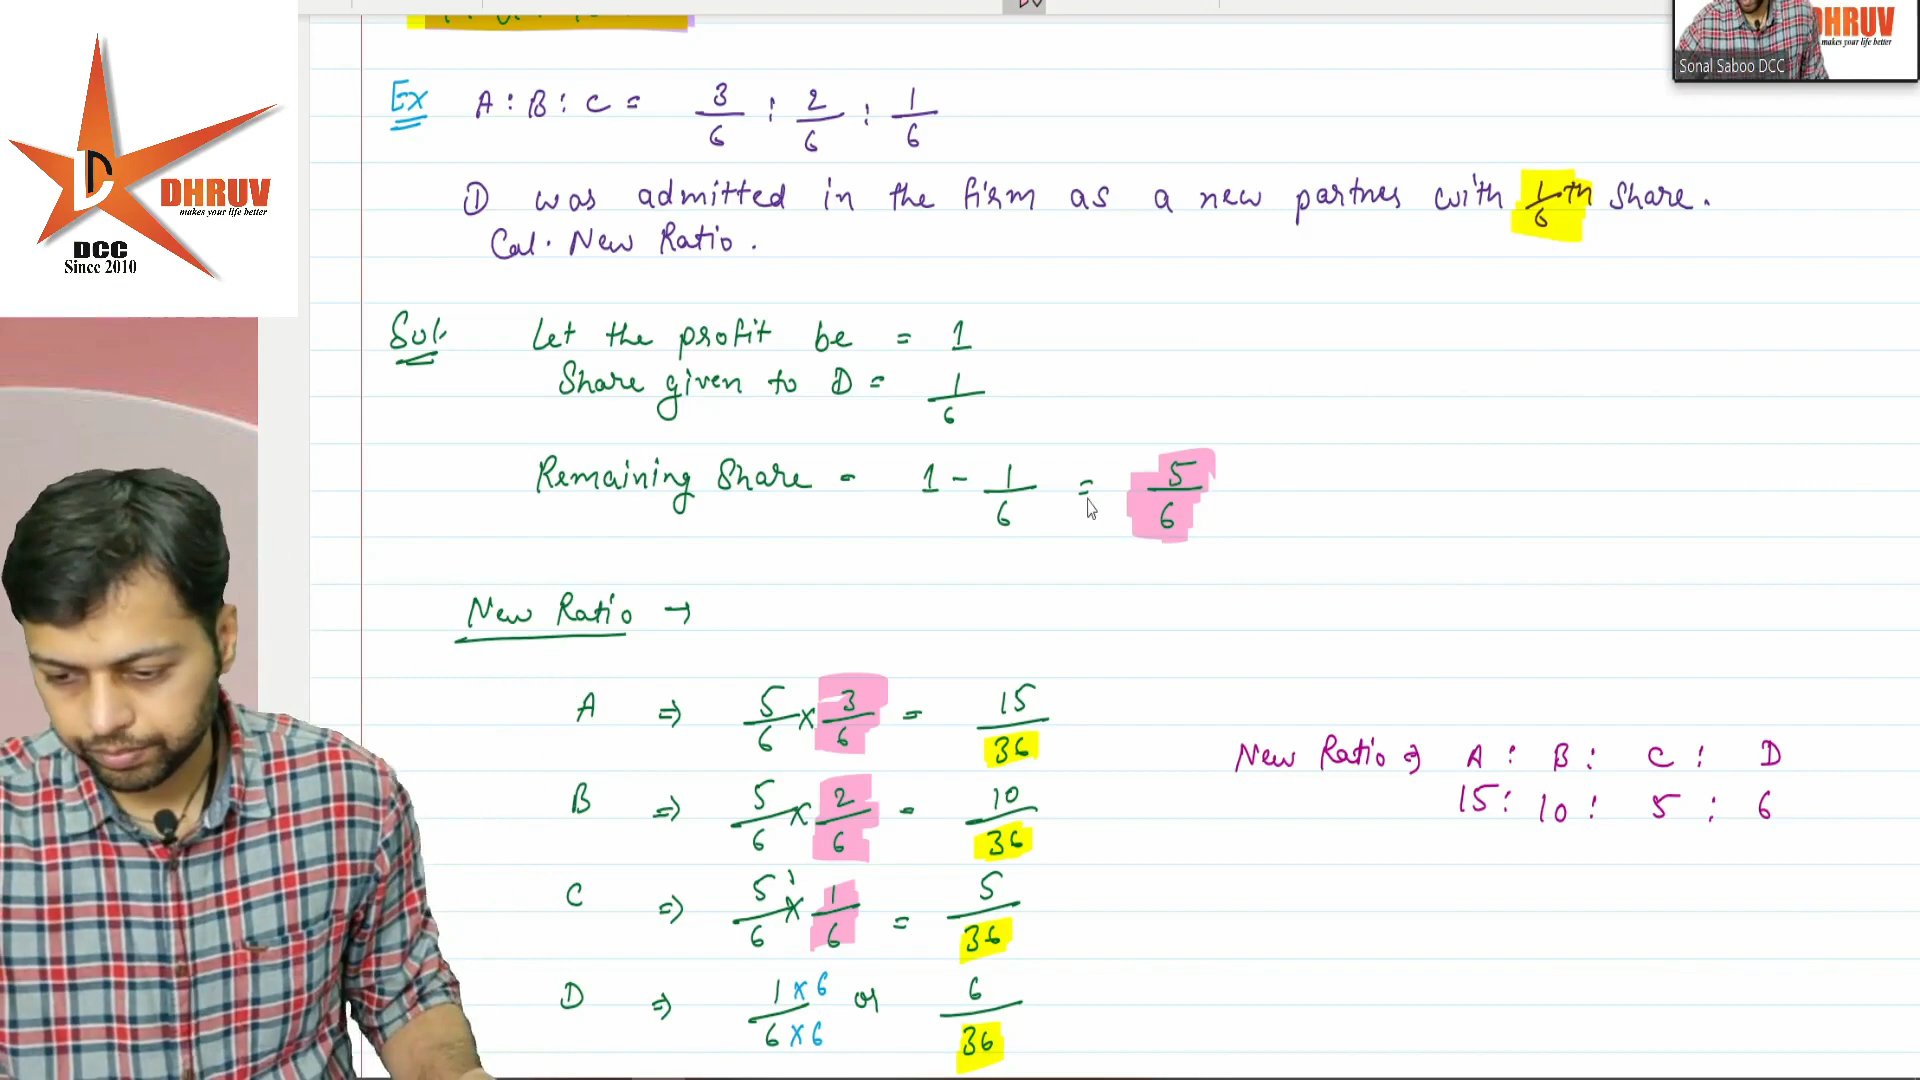 DHRUV
makes your life better
Sonal Saboo DCC
DHRUV
makes your life better
DCC
Since 2010
Ex A : B : C = 3/6 : 2/6 : 1/6
D was admitted in the firm as a new partner with 1/6th share.
Cal. New Ratio.
Sol. Let the profit be = 1
Share given to D = 1/6
Remaining Share = 1 - 1/6 = 5/6
New Ratio →
A ⇒ 5/6 x 3/6 = 15/36
New Ratio ⇒ A : B : C : D
15 : 10 : 5 : 6
B ⇒ 5/6 x 2/6 = 10/36
C ⇒ 5/6 x 1/6 = 5/36
D ⇒ 1 x 6/6 x 6 or 6/36